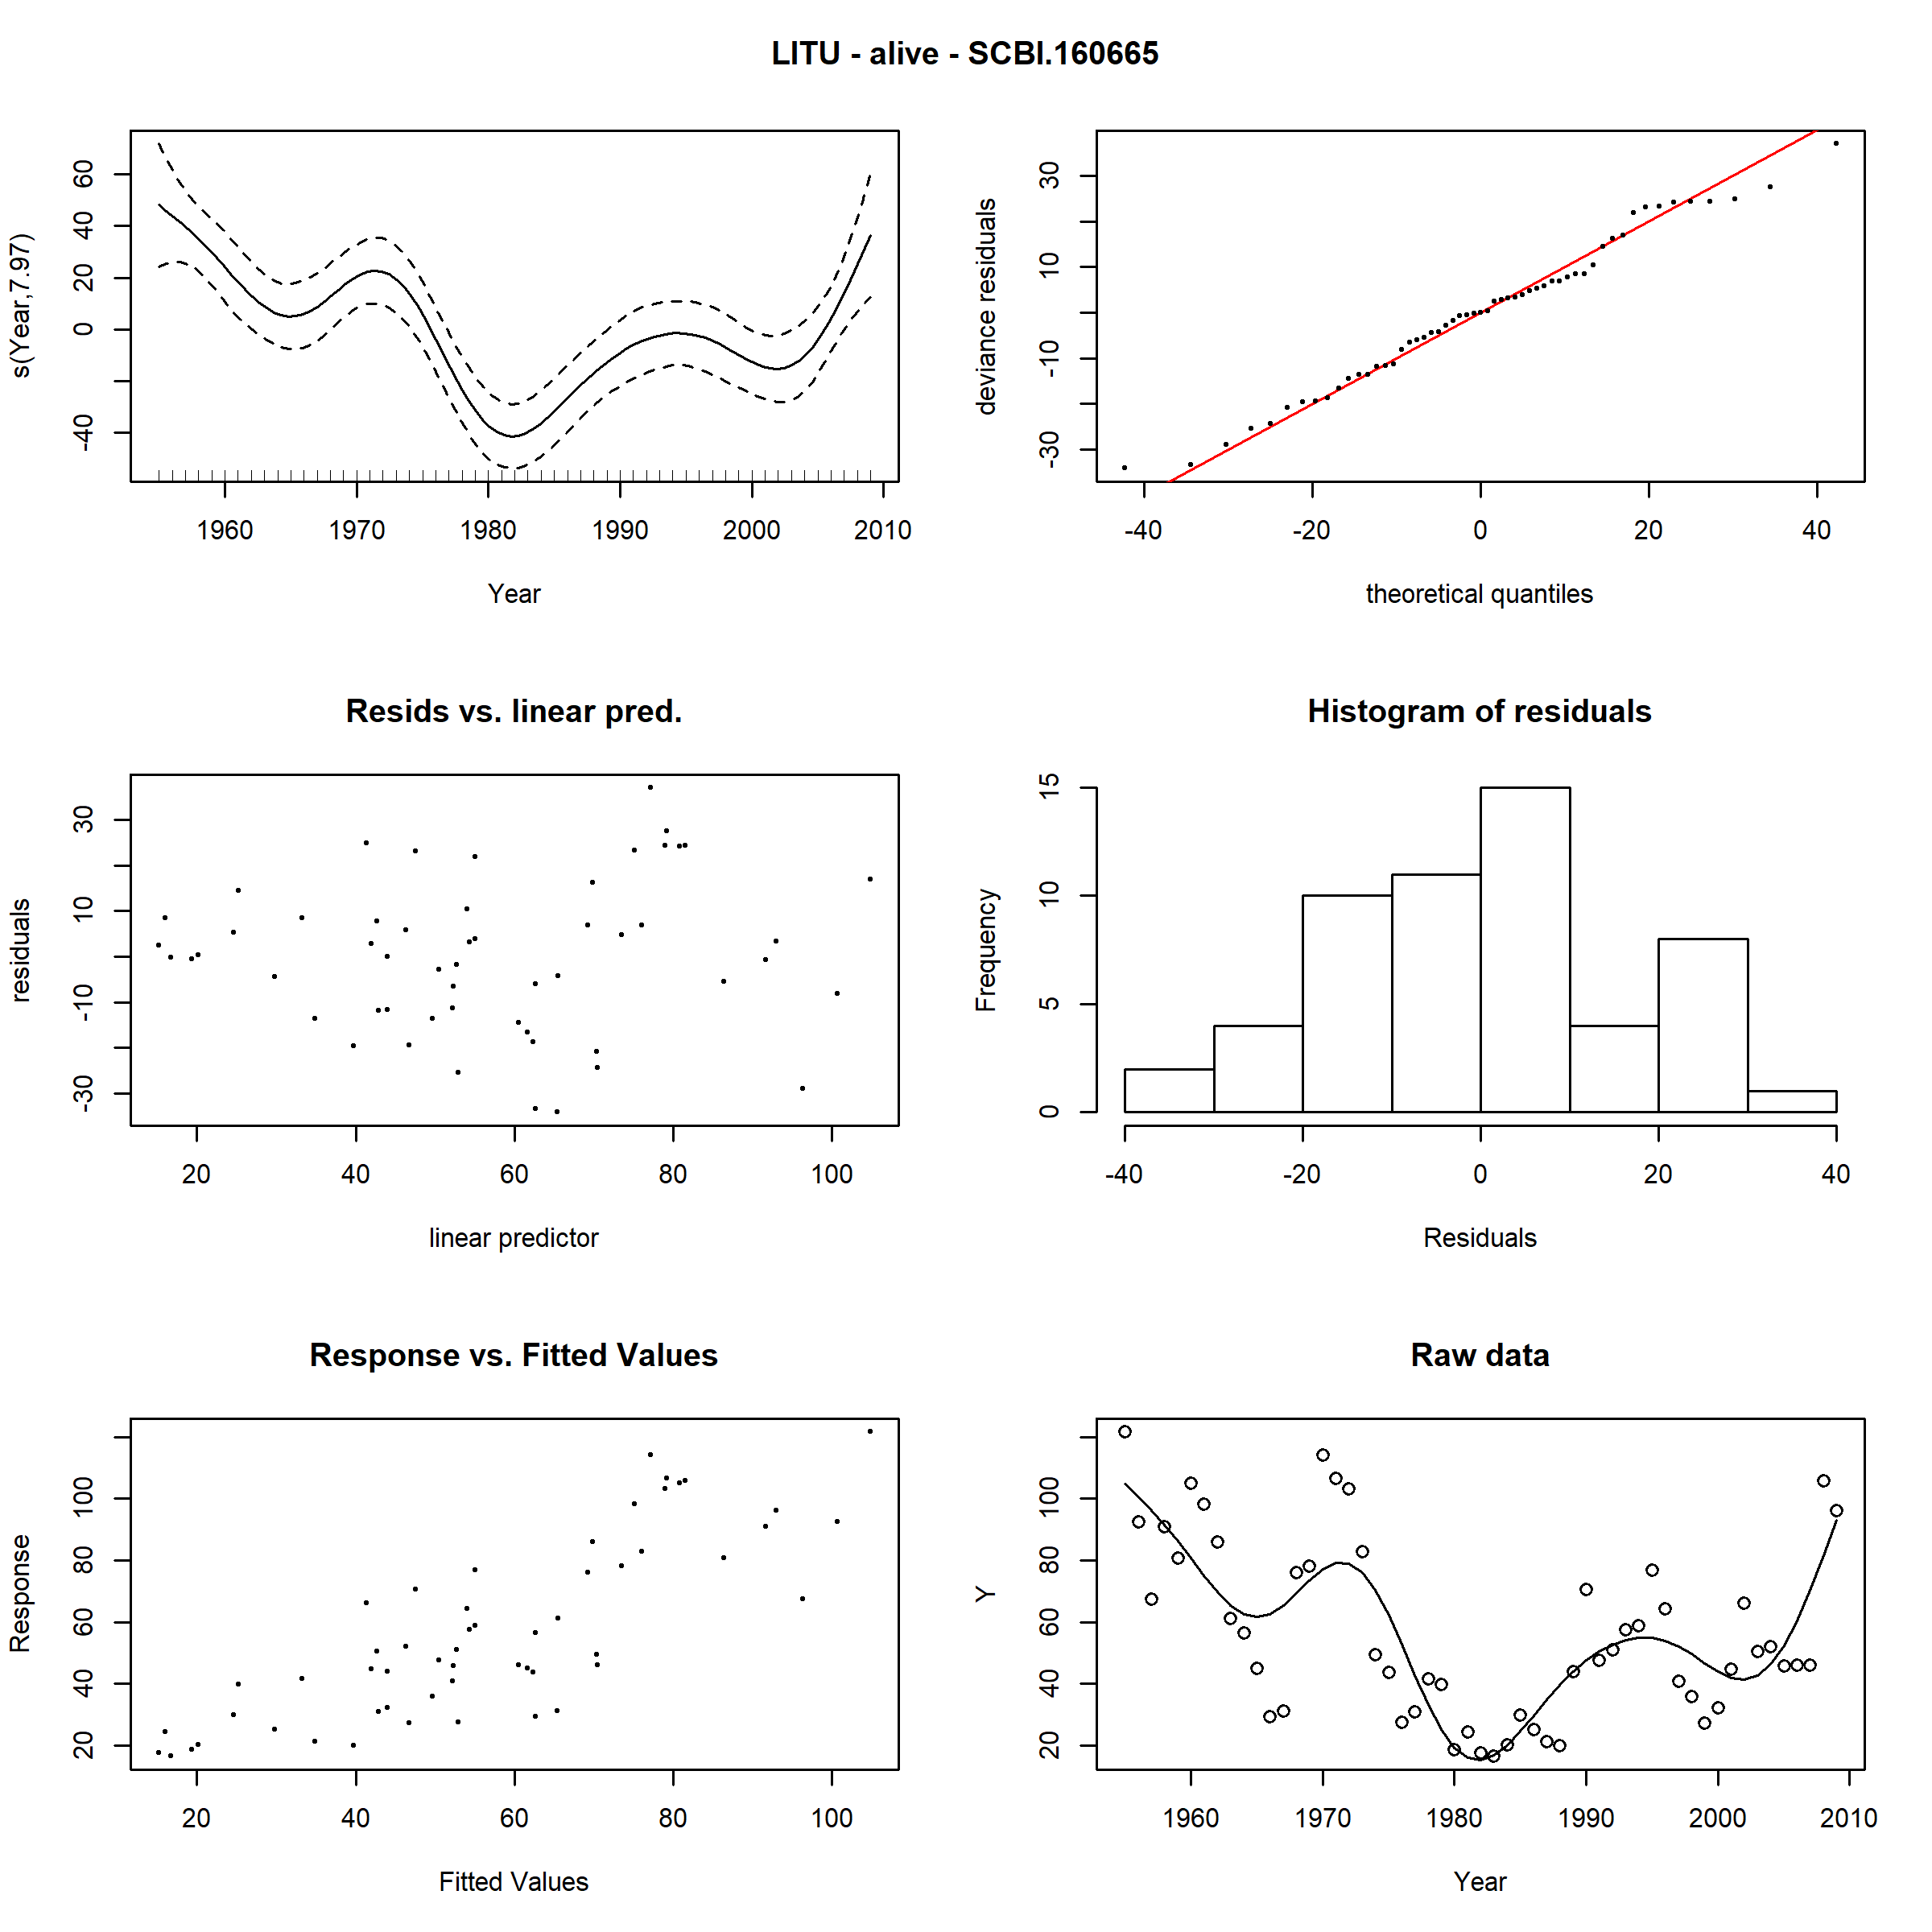 LITU - alive - SCBI.160665
s(Year,7.97)
-40 0 20 40 60
1960 1970 1980 1990 2000 2010
Year
deviance residuals
-30 -10 10 30
-40 -20 0 20 40
theoretical quantiles
Resids vs. linear pred.
residuals
-30 -10 10 30
20 40 60 80 100
linear predictor
Histogram of residuals
Frequency
0 5 10 15
-40 -20 0 20 40
Residuals
Response vs. Fitted Values
Response
20 40 60 80 100
20 40 60 80 100
Fitted Values
Raw data
Y
20 40 60 80 100
1960 1970 1980 1990 2000 2010
Year